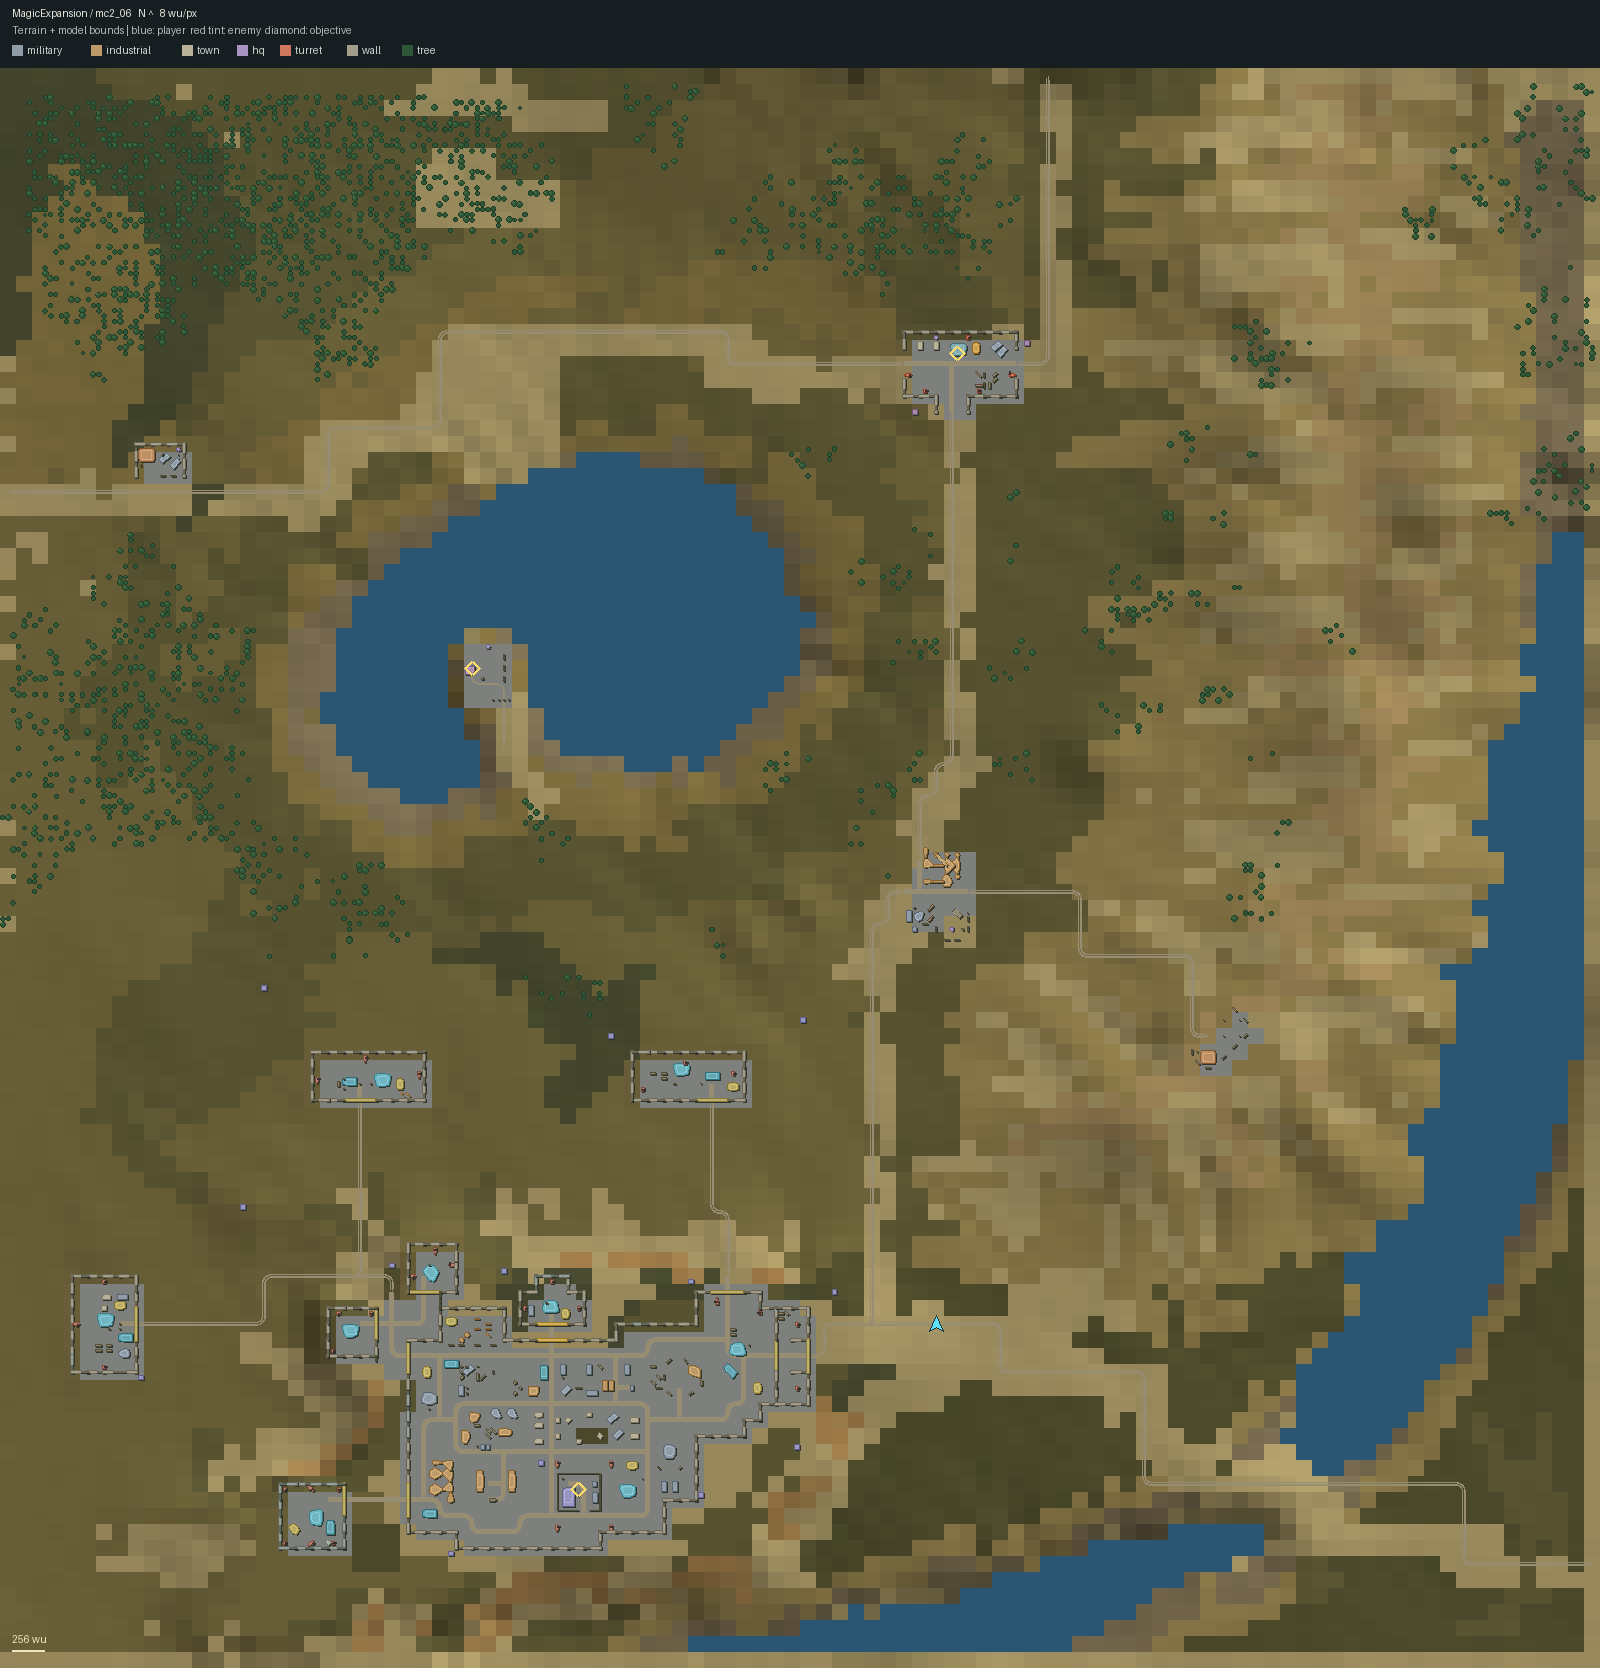 MagicExpansion / mc2_06 N ^ 8 wu/px
Terrain + model bounds | blue: player red tint: enemy diamond: objective
military industrial town hq turret wall tree
256 wu